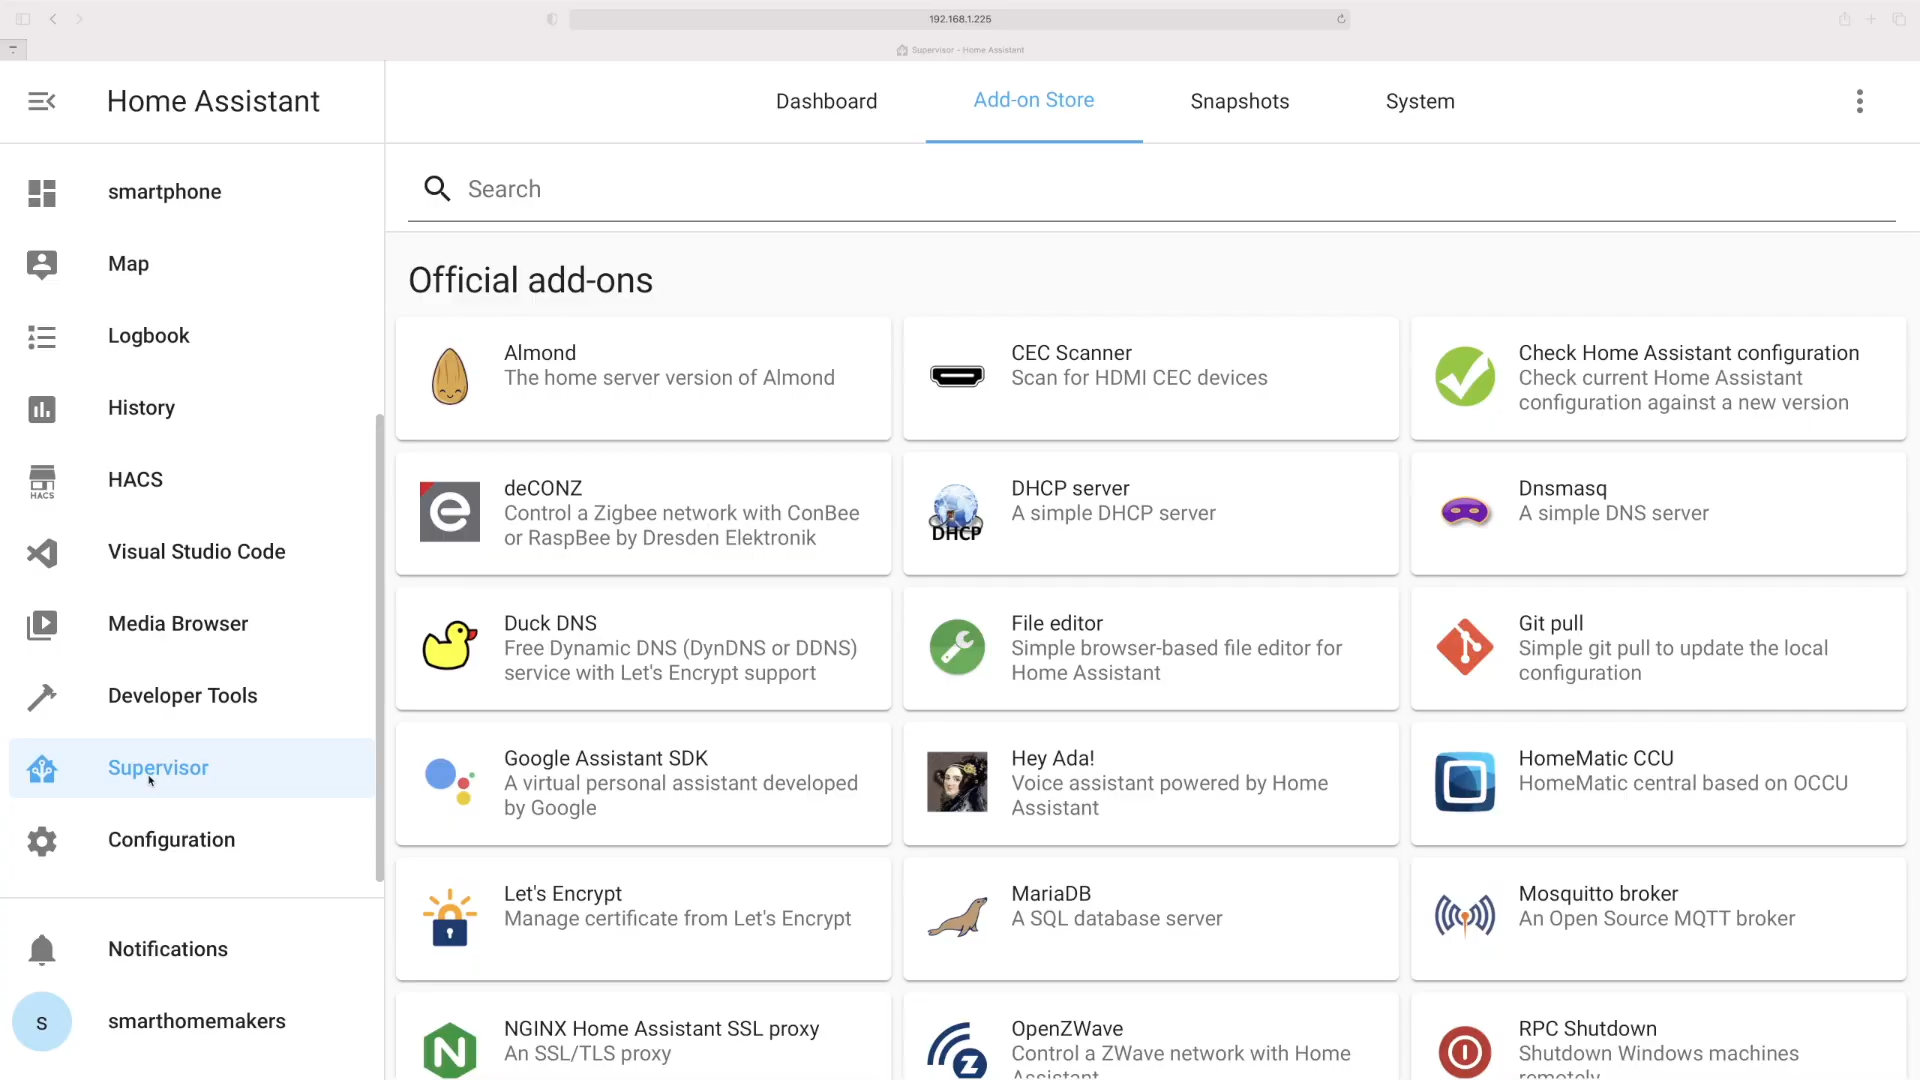 192.168.1.225
Supervisor - Home Assistant
Home Assistant
Dashboard
Add-on Store
Snapshots
System
smartphone
Map
Logbook
History
HACS
HACS
Visual Studio Code
Media Browser
Developer Tools
Supervisor
Configuration
Notifications
s
smarthomemakers
Search
Official add-ons
Almond
The home server version of Almond
CEC Scanner
Scan for HDMI CEC devices
Check Home Assistant configuration
Check current Home Assistant
configuration against a new version
deCONZ
Control a Zigbee network with ConBee
or RaspBee by Dresden Elektronik
DHCP
DHCP server
A simple DHCP server
Dnsmasq
A simple DNS server
Duck DNS
Free Dynamic DNS (DynDNS or DDNS)
service with Let's Encrypt support
File editor
Simple browser-based file editor for
Home Assistant
Git pull
Simple git pull to update the local
configuration
Google Assistant SDK
A virtual personal assistant developed
by Google
Hey Ada!
Voice assistant powered by Home
Assistant
HomeMatic CCU
HomeMatic central based on OCCU
Let's Encrypt
Manage certificate from Let's Encrypt
MariaDB
A SQL database server
Mosquitto broker
An Open Source MQTT broker
N
NGINX Home Assistant SSL proxy
An SSL/TLS proxy
Z
OpenZWave
Control a ZWave network with Home
Assistant
RPC Shutdown
Shutdown Windows machines
remotely